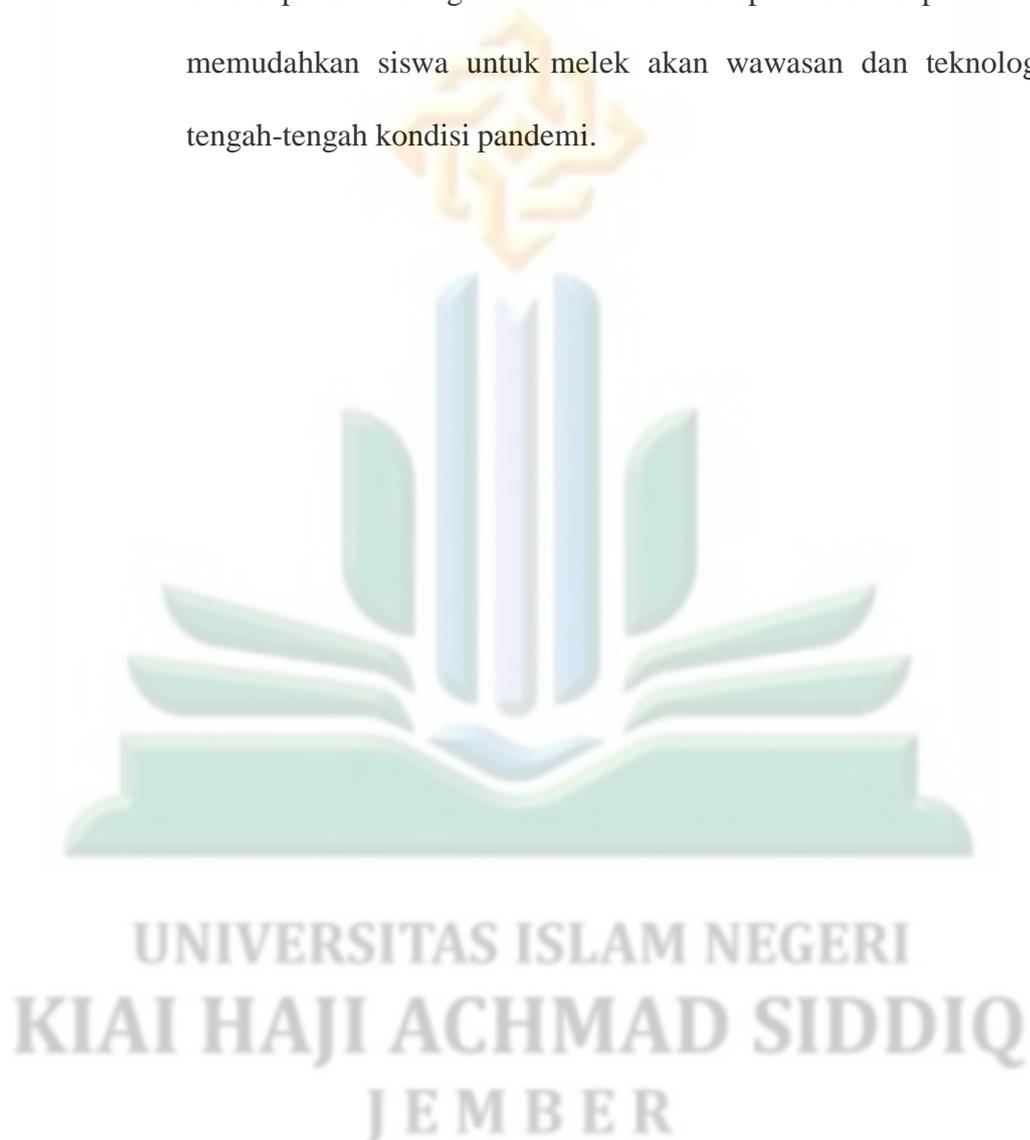 memudahkan siswa untuk melek akan wawasan dan teknolog
tengah-tengah kondisi pandemi.
UNIVERSITAS ISLAM NEGERI
KIAI HAJI ACHMAD SIDDIQ
JEMBER